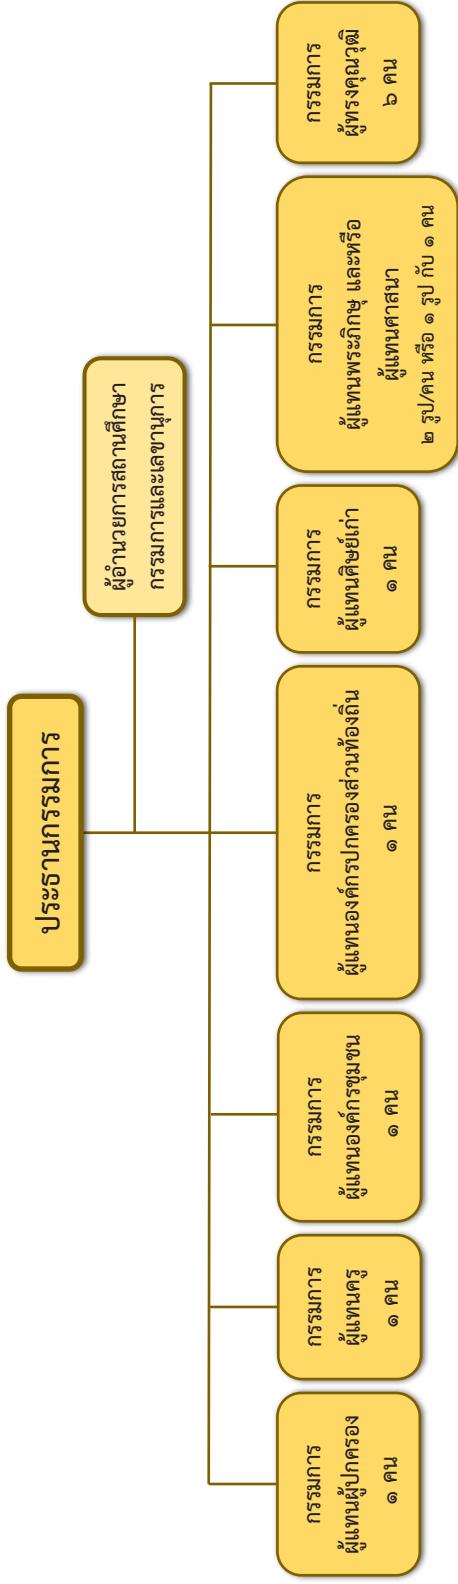 ประธานกรรมการ
ผู้อำนวยการสถานศึกษา
กรรมการและเลขานุการ
กรรมการ
ผู้แทนผู้ปกครอง
๑ คน
กรรมการ
ผู้แทนครู
๑ คน
กรรมการ
ผู้แทนองค์กรชุมชน
๑ คน
กรรมการ
ผู้แทนองค์กรปกครองส่วนท้องถิ่น
๑ คน
กรรมการ
ผู้แทนศิษย์เก่า
๑ คน
กรรมการ
ผู้แทนพระภิกษุ และหรือ
ผู้แทนศาสนา
๒ รูป/คน หรือ ๑ รูป กับ ๑ คน
กรรมการ
ผู้ทรงคุณวุฒิ
๖ คน